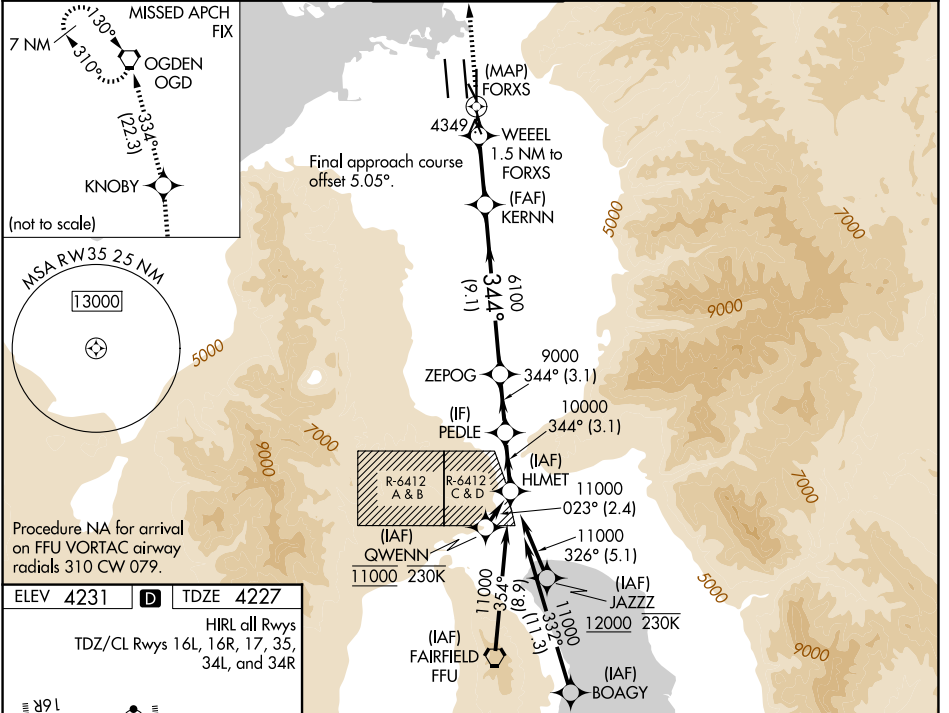 MISSED APCH
FIX
7 NM
130°
310°
OGDEN
OGD
334°
(22.3)
KNOBY
(not to scale)
MSA RW35 25 NM
13000
(MAP)
FORXS
4349
WEEEL
1.5 NM to
FORXS
Final approach course
offset 5.05°.
(FAF)
KERNN
5000
7000
9000
6100
344°
(9.1)
5000
ZEPOG
9000
344° (3.1)
(IF)
PEDLE
10000
344° (3.1)
7000
9000
(IAF)
HLMET
R-6412
A & B
R-6412
C & D
11000
023° (2.4)
7000
Procedure NA for arrival
on FFU VORTAC airway
radials 310 CW 079.
(IAF)
QWENN
11000 230K
11000
326° (5.1)
(IAF)
JAZZZ
12000 230K
5000
11000
354°
(8.9)
11000
332°
(11.3)
(IAF)
FAIRFIELD
FFU
(IAF)
BOAGY
9000
ELEV 4231 D TDZE 4227
HIRL all Rwys
TDZ/CL Rwys 16L, 16R, 17, 35,
34L, and 34R
16R